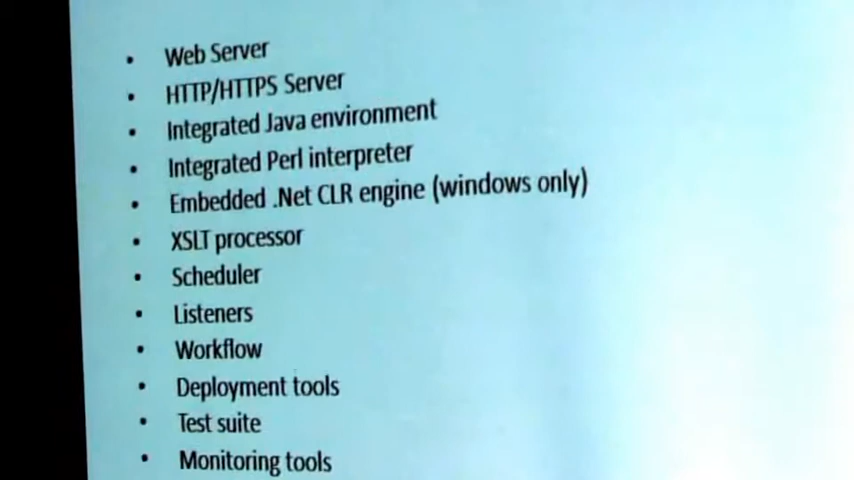 • Web Server
• HTTP/HTTPS Server
• Integrated Java environment
• Integrated Perl interpreter
• Embedded .Net CLR engine (windows only)
• XSLT processor
• Scheduler
• Listeners
• Workflow
• Deployment tools
• Test suite
• Monitoring tools